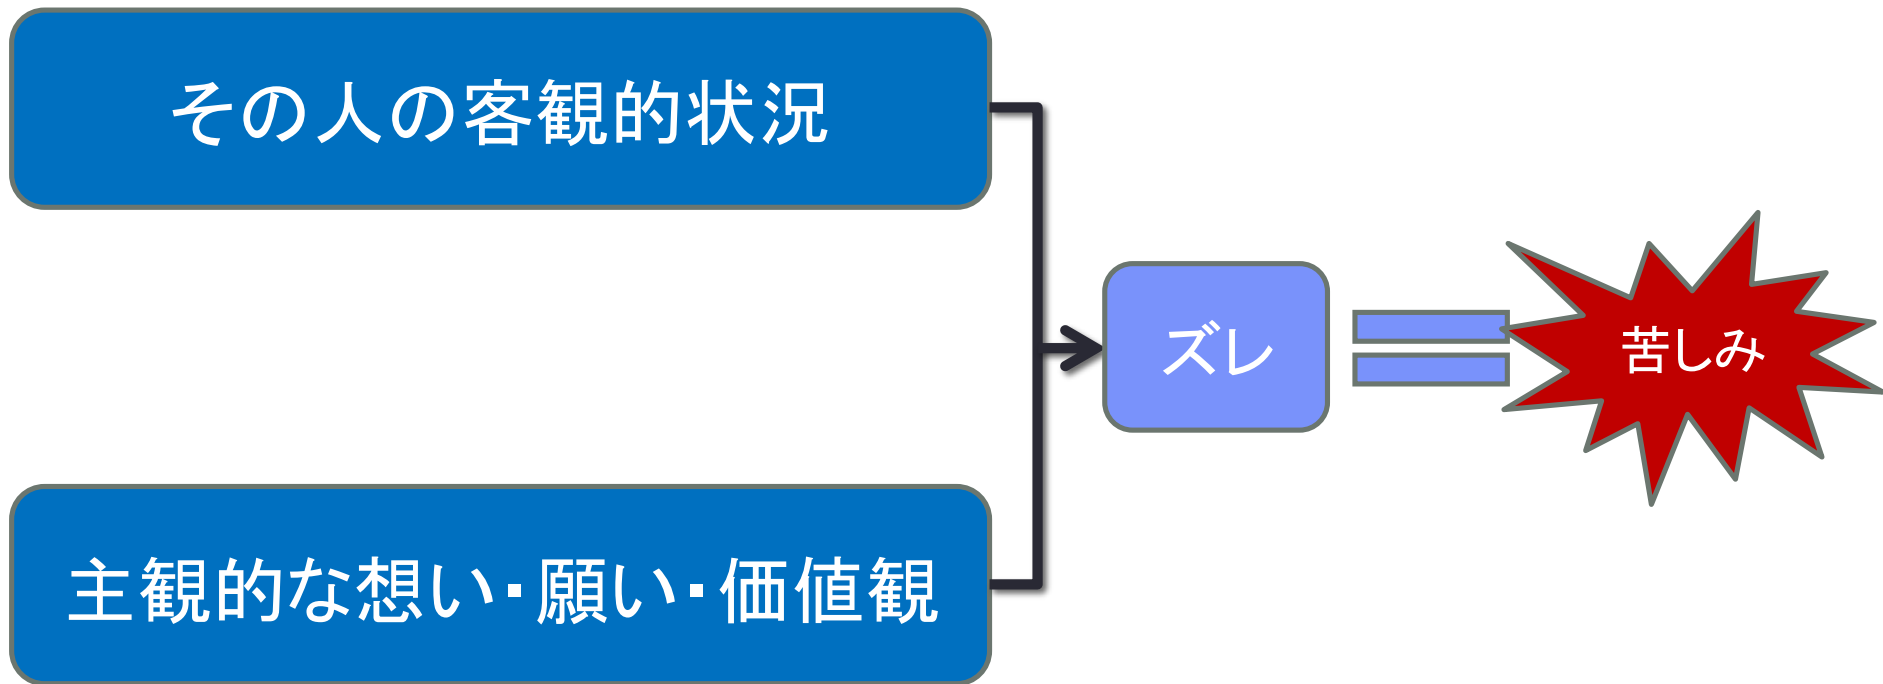 その人の客観的状況
ズレ
苦しみ
主観的な想い・願い・価値観